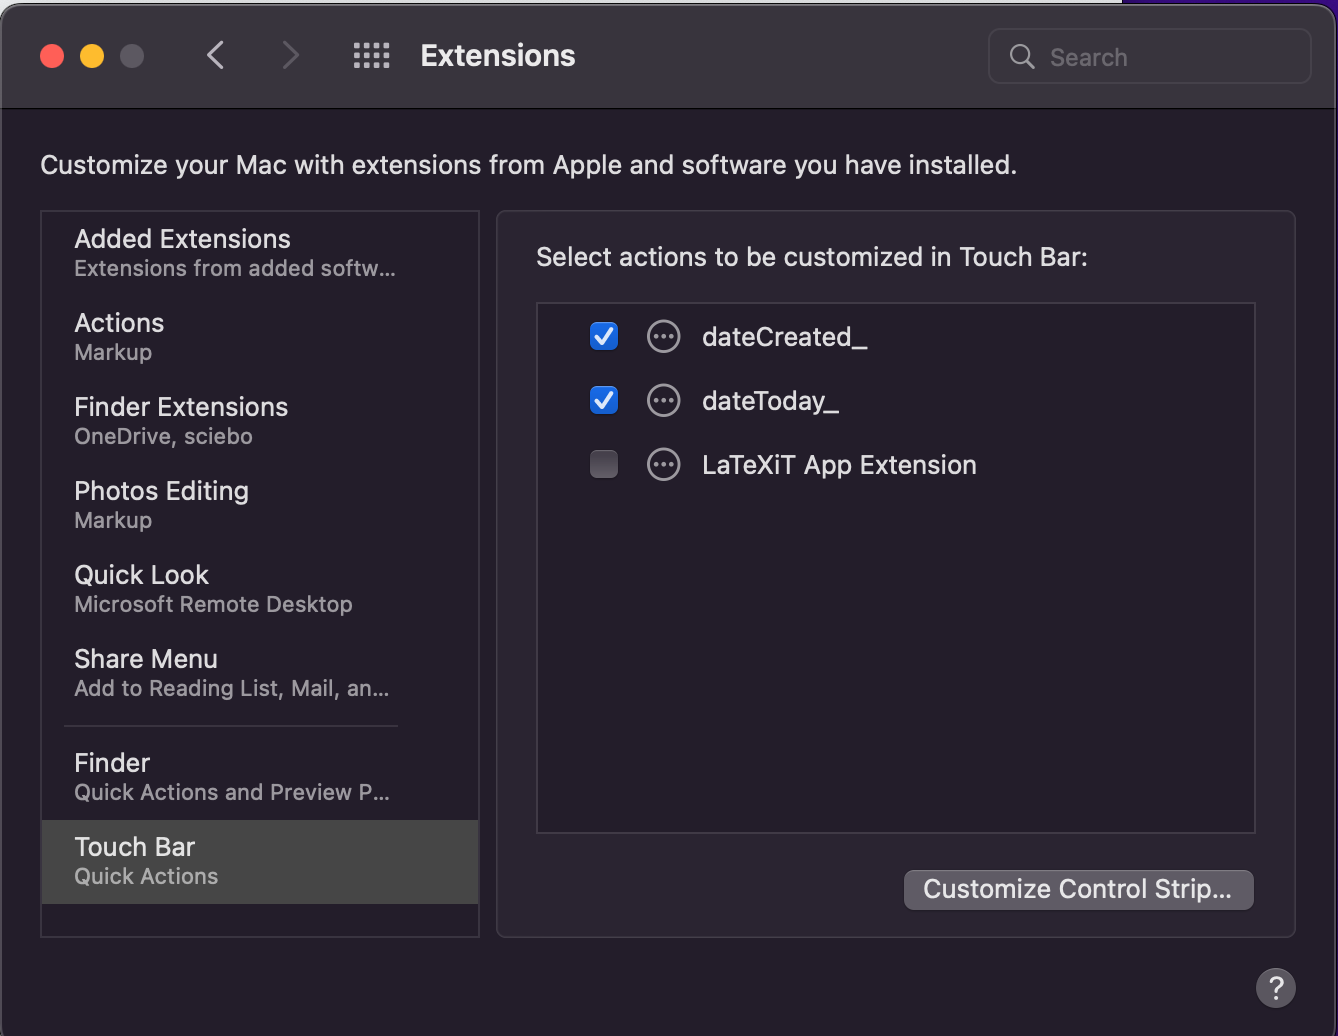 Extensions
Search
Customize your Mac with extensions from Apple and software you have installed.
Added Extensions
Extensions from added softw...
Actions
Markup
Finder Extensions
OneDrive, sciebo
Photos Editing
Markup
Quick Look
Microsoft Remote Desktop
Share Menu
Add to Reading List, Mail, an...
Finder
Quick Actions and Preview P...
Touch Bar
Quick Actions
Select actions to be customized in Touch Bar:
dateCreated_
dateToday_
LaTeXiT App Extension
Customize Control Strip...
?